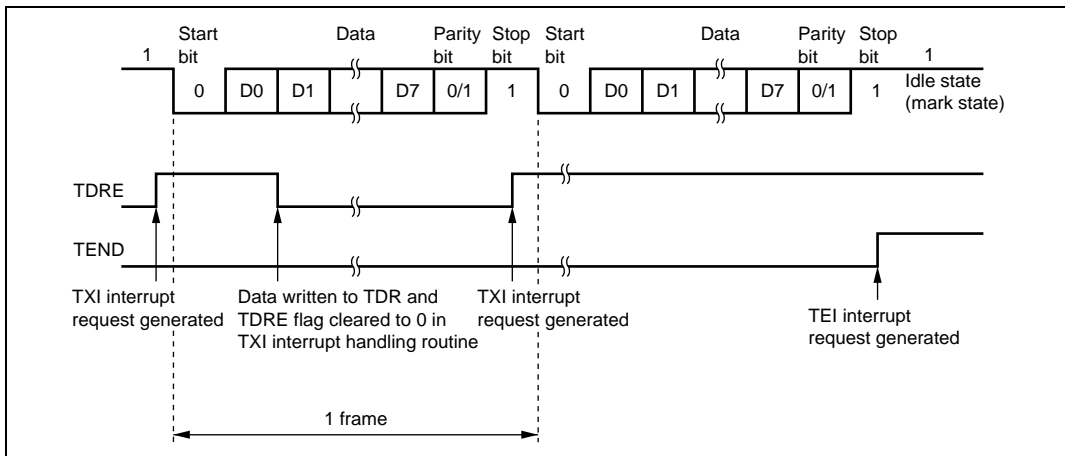 Start bit
Data
Parity bit
Stop bit
Start bit
Data
Parity bit
Stop bit
1
1
0
D0
D1
D7
0/1
1
0
D0
D1
D7
0/1
1
Idle state
(mark state)
TDRE
TEND
TXI interrupt
request generated
Data written to TDR and
TDRE flag cleared to 0 in
TXI interrupt handling routine
TXI interrupt
request generated
TEI interrupt
request generated
1 frame